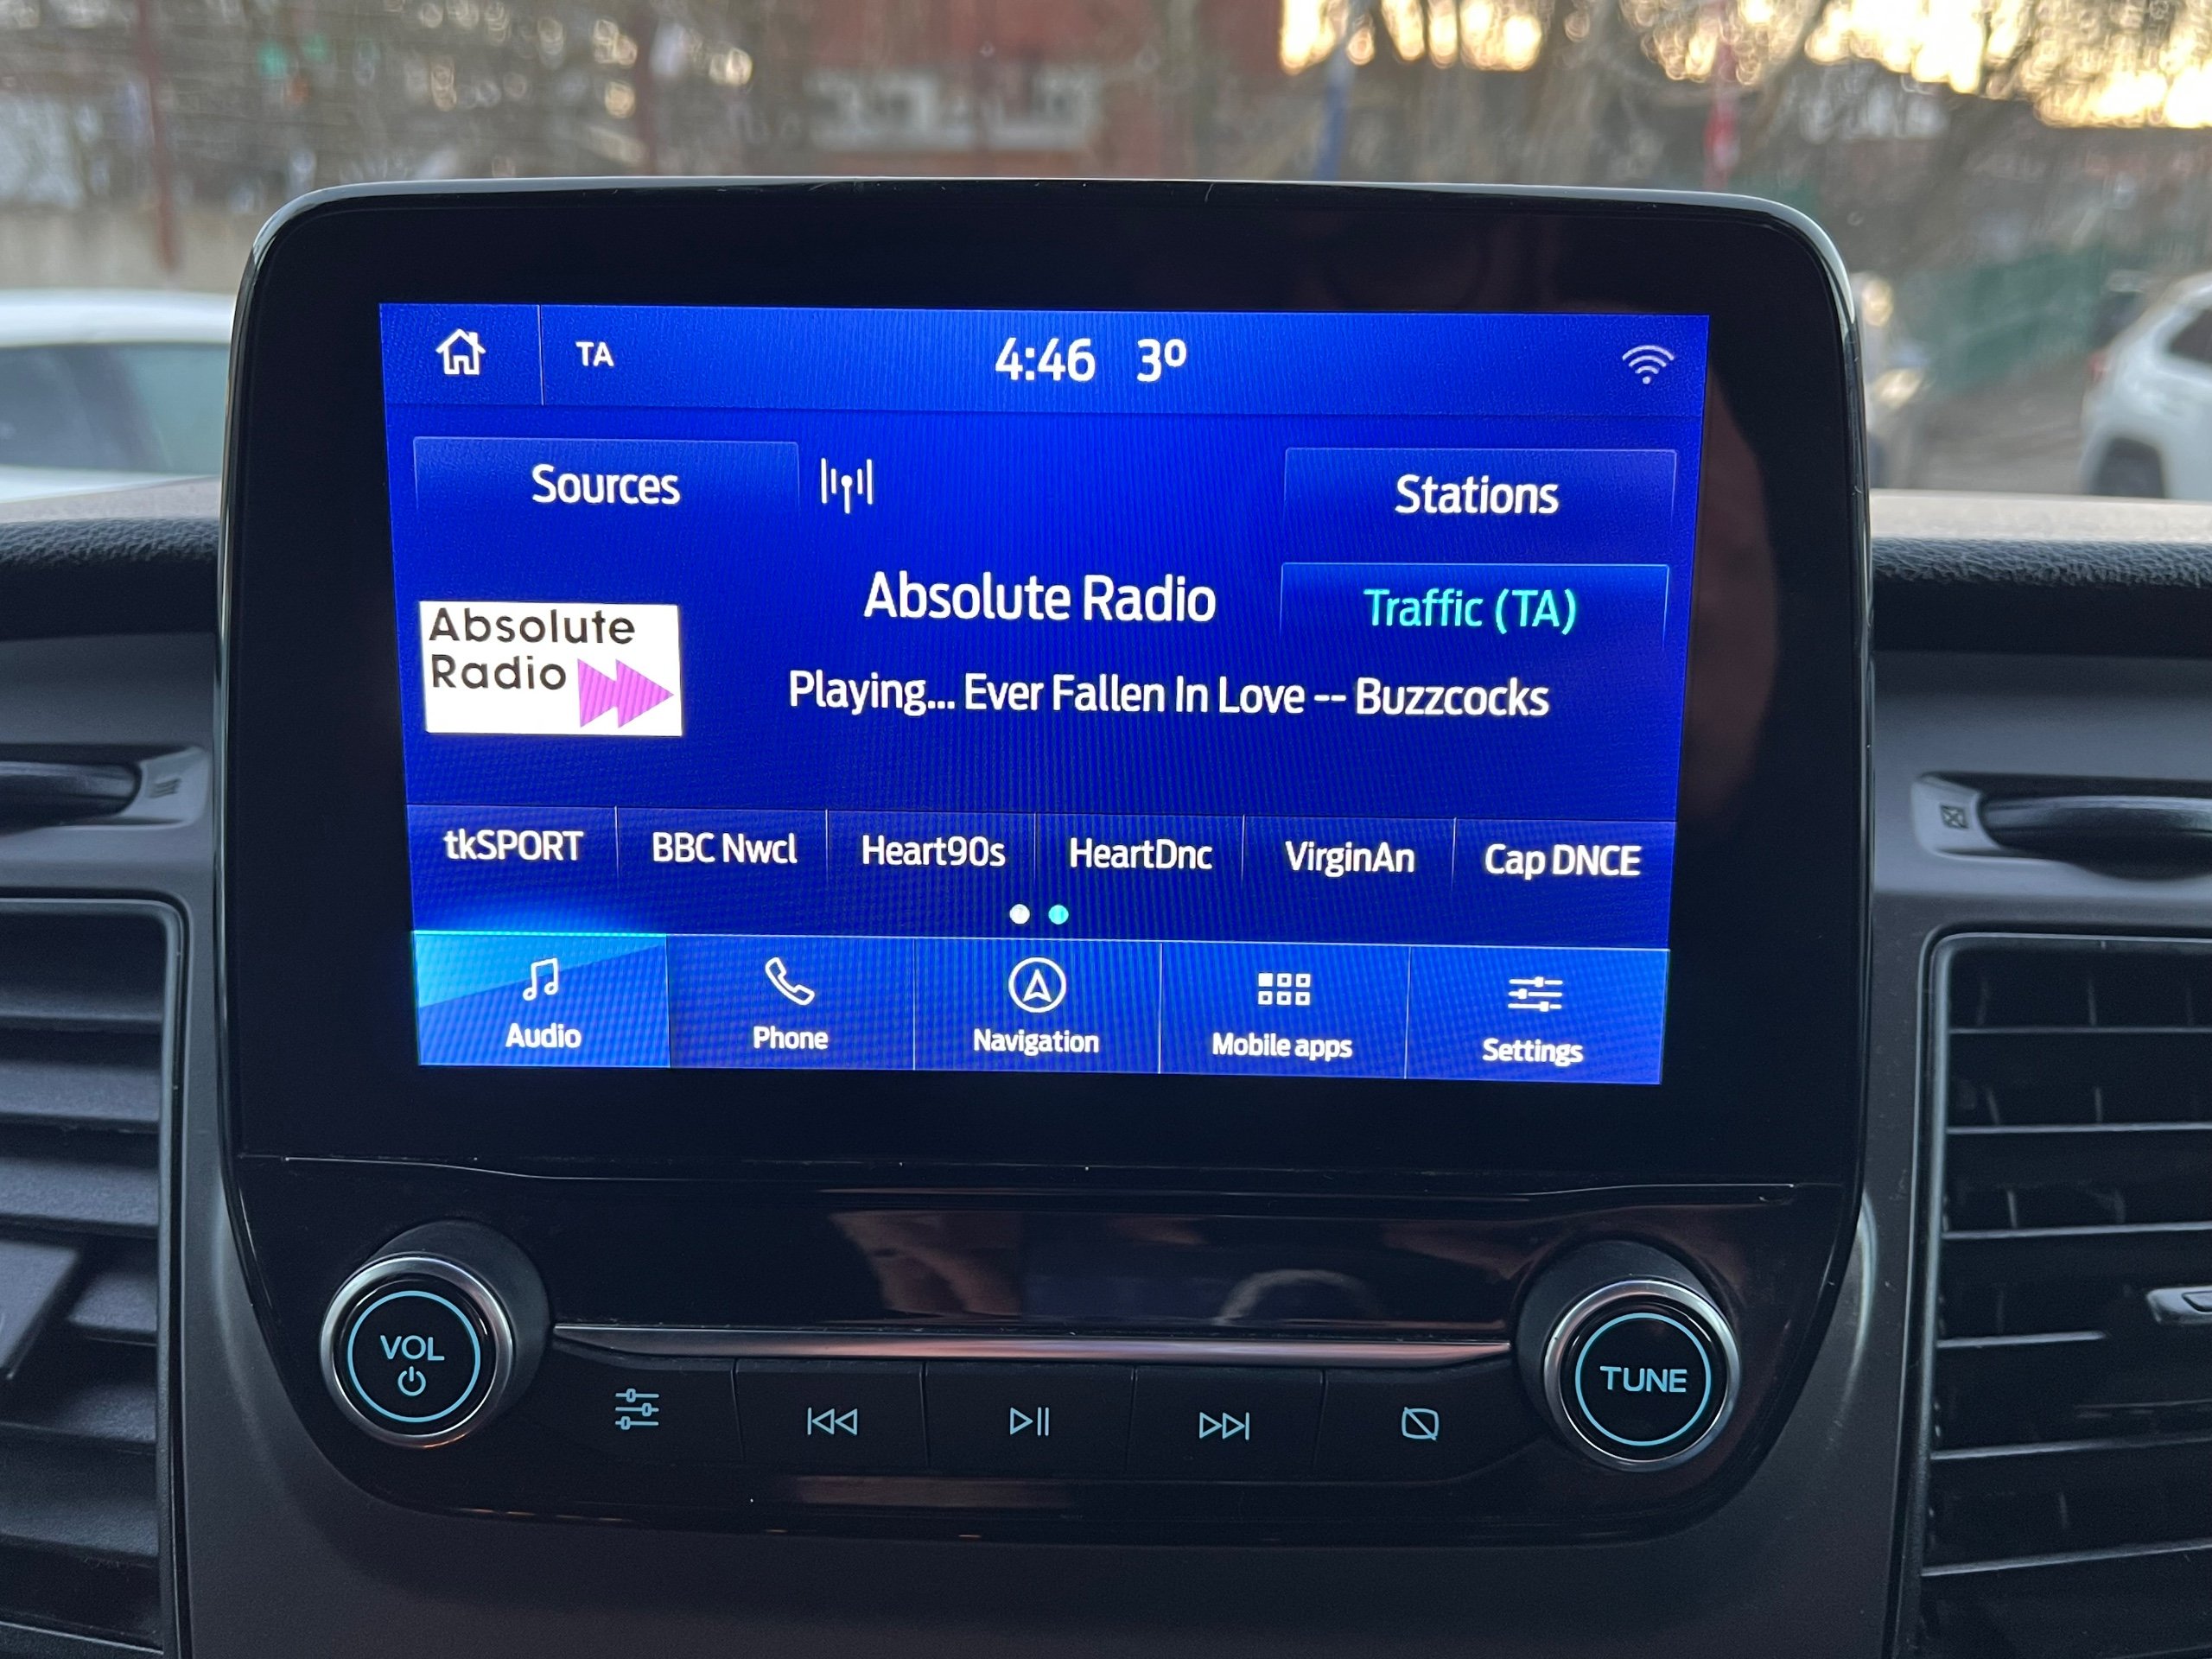 TA 4:46 3º
Sources
Stations
Absolute Radio
Traffic (TA)
Absolute
Radio
Playing... Ever Fallen In Love -- Buzzcocks
tkSPORT BBC Nwcl Heart90s HeartDnc VirginAn Cap DNCE
Audio Phone Navigation Mobile apps Settings
VOL
TUNE